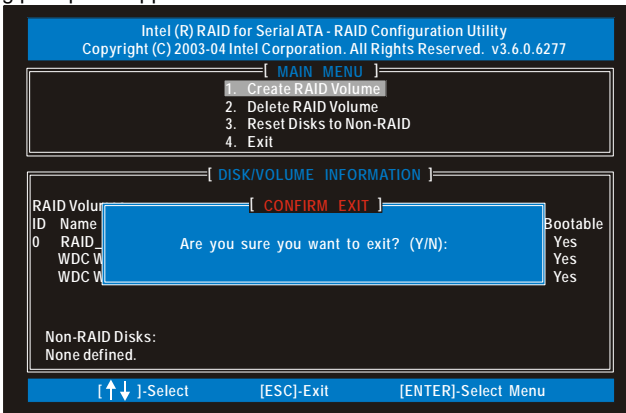 Intel (R) RAID for Serial ATA - RAID Configuration Utility
Copyright (C) 2003-04 Intel Corporation. All Rights Reserved. v3.6.0.6277
[ MAIN MENU ]
1. Create RAID Volume
2. Delete RAID Volume
3. Reset Disks to Non-RAID
4. Exit
[ DISK/VOLUME INFORMATION ]
RAID Volu
ID Name Bootable
0 RAID_ Yes
WDC W Yes
WDC W Yes
[ CONFIRM EXIT ]
Are you sure you want to exit? (Y/N):
Non-RAID Disks:
None defined.
[↑↓]-Select [ESC]-Exit [ENTER]-Select Menu